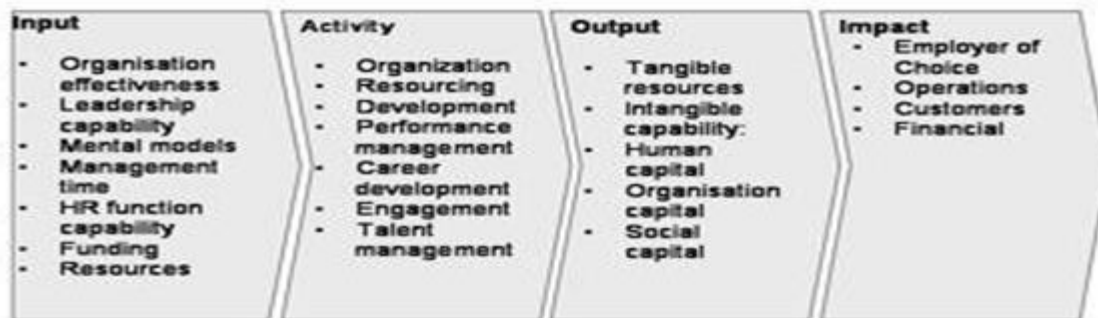 Input
- Organisation
effectiveness
- Leadership
capability
- Mental models
- Management
time
- HR function
capability
- Funding
- Resources
Activity
- Organization
- Resourcing
- Development
- Performance
management
- Career
development
- Engagement
- Talent
management
Output
- Tangible
resources
- Intangible
capability:
- Human
capital
- Organisation
capital
- Social
capital
Impact
- Employer of
Choice
- Operations
- Customers
- Financial